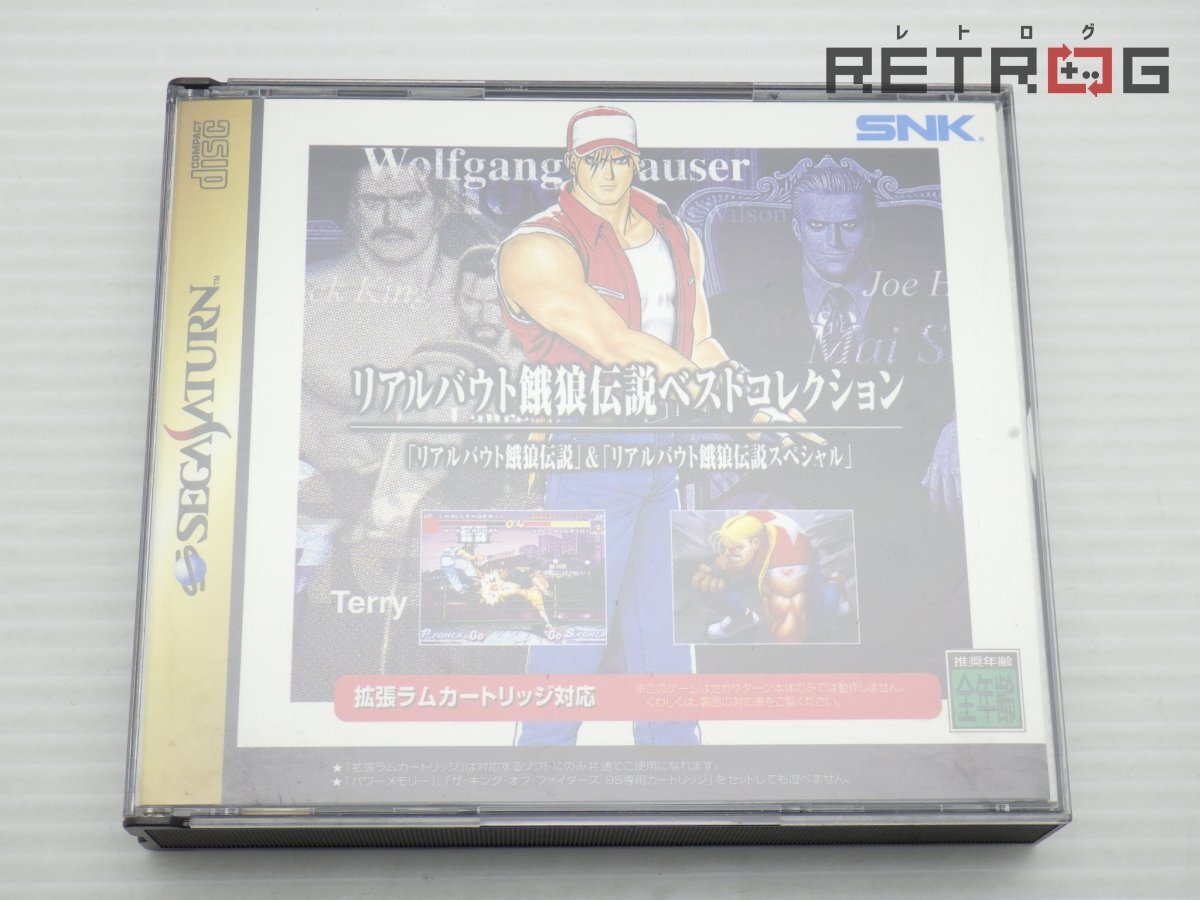 レトログ
RETROG
COMPACT
disc
SEGA SATURN™
SNK®
Wolfgang
auser
Wilson
ck King
Joe H
Mai S
リアルバウト餓狼伝説ベストコレクション
「リアルバウト餓狼伝説」&「リアルバウト餓狼伝説スペシャル」
04
P.POWER
Go
Go
S.POWER
Terry
拡張ラムカートリッジ対応
※このゲームはセガサターン本体のみでは動作しません。
くわしくは、裏面の対応表をご覧ください。
推奨年齢
全年齢
★「拡張ラムカートリッジ」は対応するソフトにのみ共通でご使用になれます。
★「パワーメモリー」、「ザ・キング・オブ・ファイターズ'95専用カートリッジ」をセットしても遊べません。